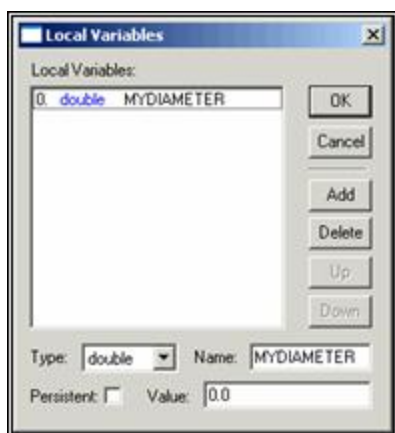 Local Variables
Local Variables:
0. double MYDIAMETER
OK
Cancel
Add
Delete
Up
Down
Type: double Name: MYDIAMETER
Persistent: Value: 0.0